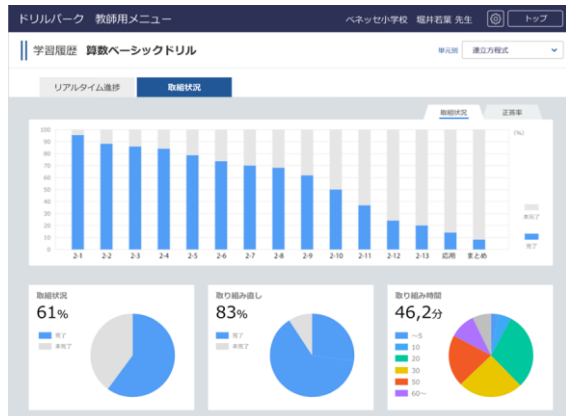 ドリルパーク 教師用メニュー
ベネッセ小学校 堀井若葉 先生
トップ
学習履歴 算数ベーシックドリル
単元別
連立方程式
リアルタイム進捗
取組状況
取組状況
正答率
(%)
100
90
80
70
60
50
40
30
20
10
0
未完了
完了
2-1 2-2 2-3 2-4 2-5 2-6 2-7 2-8 2-9 2-10 2-11 2-12 2-13 応用 まとめ
取組状況
61%
完了
未完了
取り組み直し
83%
完了
未完了
取り組み時間
46,2分
～5
10
20
30
50
60～